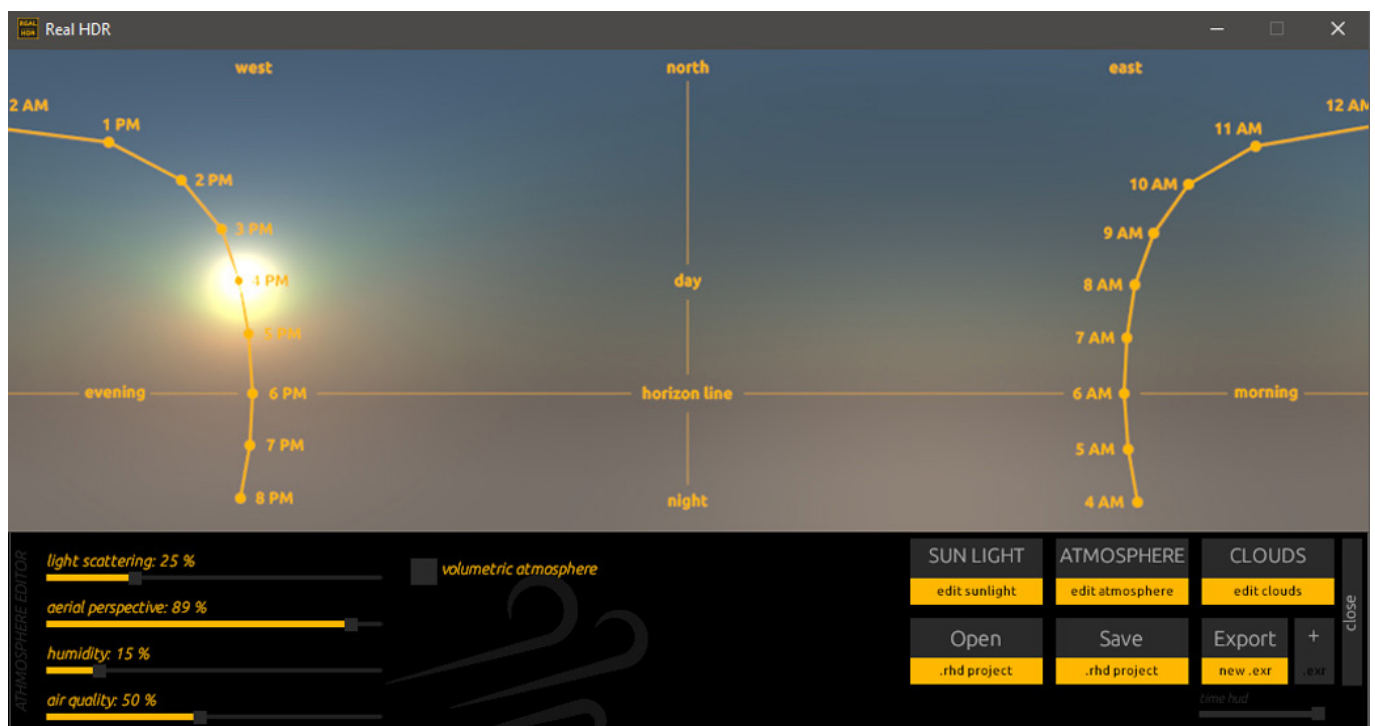 REAL HDR
Real HDR
west
north
east
2 AM
12 AM
1 PM
11 AM
2 PM
10 AM
3 PM
9 AM
4 PM
day
8 AM
5 PM
7 AM
evening
6 PM
horizon line
6 AM
morning
7 PM
5 AM
8 PM
night
4 AM
ATHMOSPHERE EDITOR
light scattering: 25 %
aerial perspective: 89 %
humidity: 15 %
air quality: 50 %
volumetric atmosphere
SUN LIGHT
edit sunlight
ATMOSPHERE
edit atmosphere
CLOUDS
edit clouds
Open
.rhd project
Save
.rhd project
Export
new .exr
+
.exr
close
time hud